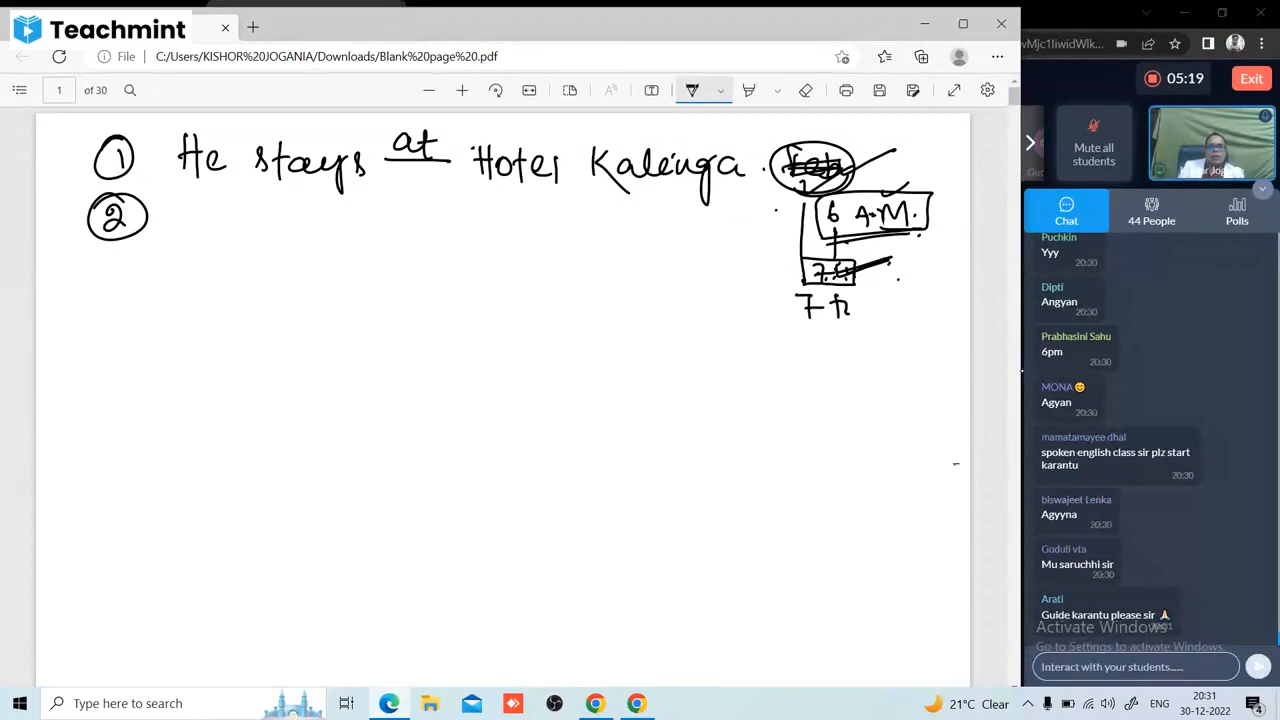 Teachmint
File C:/Users/KISHOR%20JOGANIA/Downloads/Blank%20page%20.pdf
1 of 30
1 He stays at Hotel Kalinga.
2
6 A.M.
7
05:19 Exit
Mute all students
Chat 44 People Polls
Puchkin
Yyy
20:30
Dipti
Angyan
20:30
Prabhasini Sahu
6pm
20:30
MONA😊
Agyan
20:30
mamatamayee dhal
spoken english class sir plz start
karantu
20:30
biswajeet Lenka
Agyyna
20:30
Guduli vta
Mu saruchhi sir
20:30
Arati
Guide karantu please sir 🙏
20:31
Activate Windows
Go to Settings to activate Windows.
Interact with your students......
Type here to search
21°C Clear
ENG
20:31
30-12-2022
4